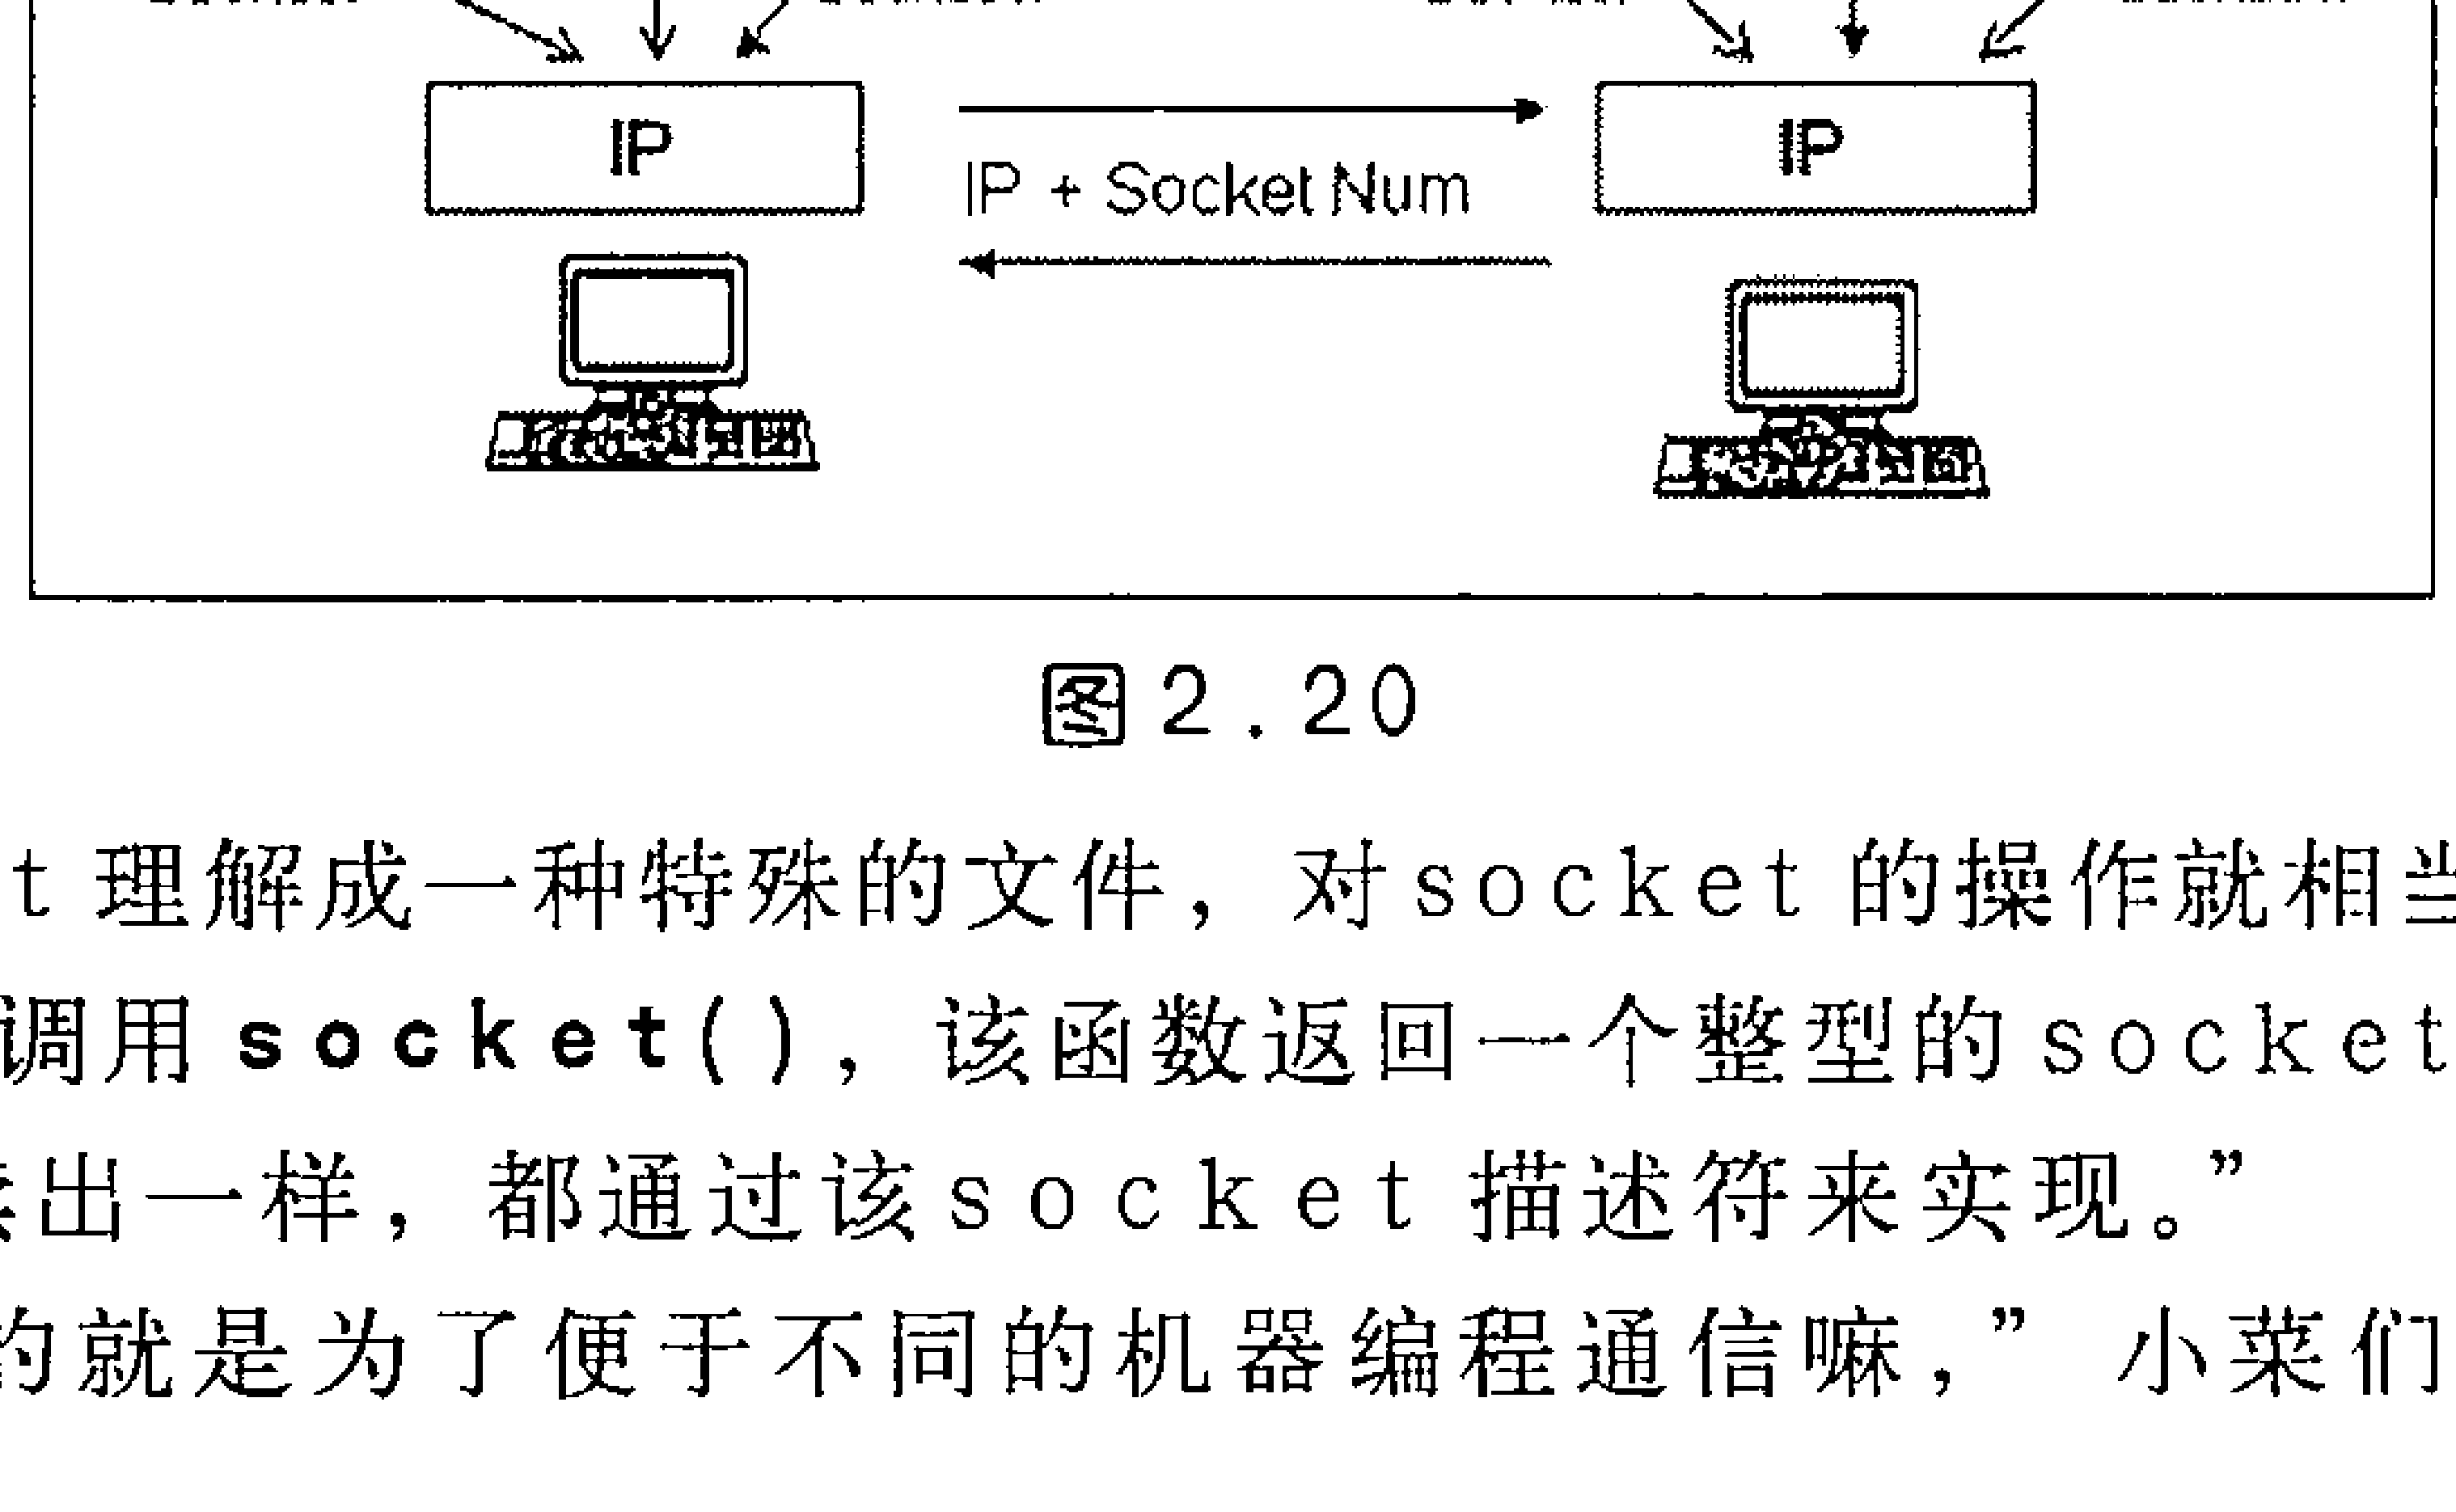 IP
IP
IP + Socket Num
图2.20
t 理解成一种特殊的文件，对socket 的操作就相当
调用 socket()，该函数返回一个整型的socket
出一样，都通过该socket 描述符来实现。”
的就是为了便于不同的机器编程通信嘛，” 小菜们